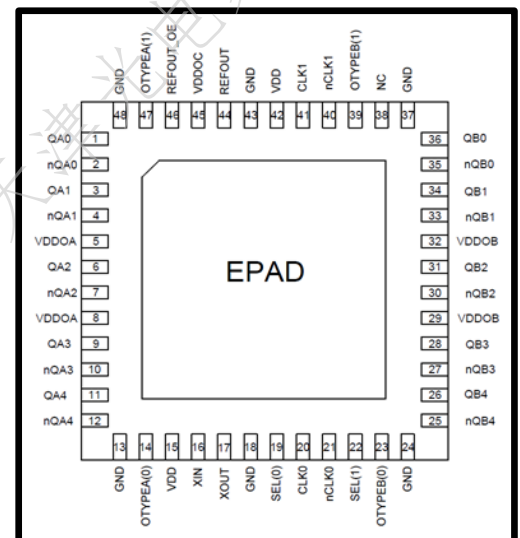 天津光电
GND
OTYPEA(1)
REFOUT_OE
VDDOC
REFOUT
GND
VDD
CLK1
nCLK1
OTYPEB(1)
NC
GND
48 47 46 45 44 43 42 41 40 39 38 37
QA0 1 36 QB0
nQA0 2 35 nQB0
QA1 3 34 QB1
nQA1 4 33 nQB1
VDDOA 5 32 VDDOB
QA2 6 31 QB2
nQA2 7 30 nQB2
VDDOA 8 29 VDDOB
QA3 9 28 QB3
nQA3 10 27 nQB3
QA4 11 26 QB4
nQA4 12 25 nQB4
EPAD
13 14 15 16 17 18 19 20 21 22 23 24
GND
OTYPEA(0)
VDD
XIN
XOUT
GND
SEL(0)
CLK0
nCLK0
SEL(1)
OTYPEB(0)
GND